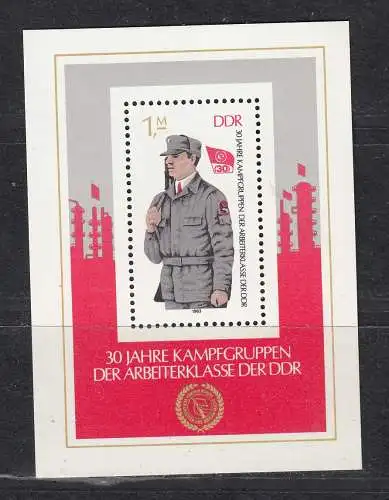 1,M
DDR
30 JAHRE KAMPFGRUPPEN DER ARBEITERKLASSE DER DDR
30
1983
30 JAHRE KAMPFGRUPPEN
DER ARBEITERKLASSE DER DDR